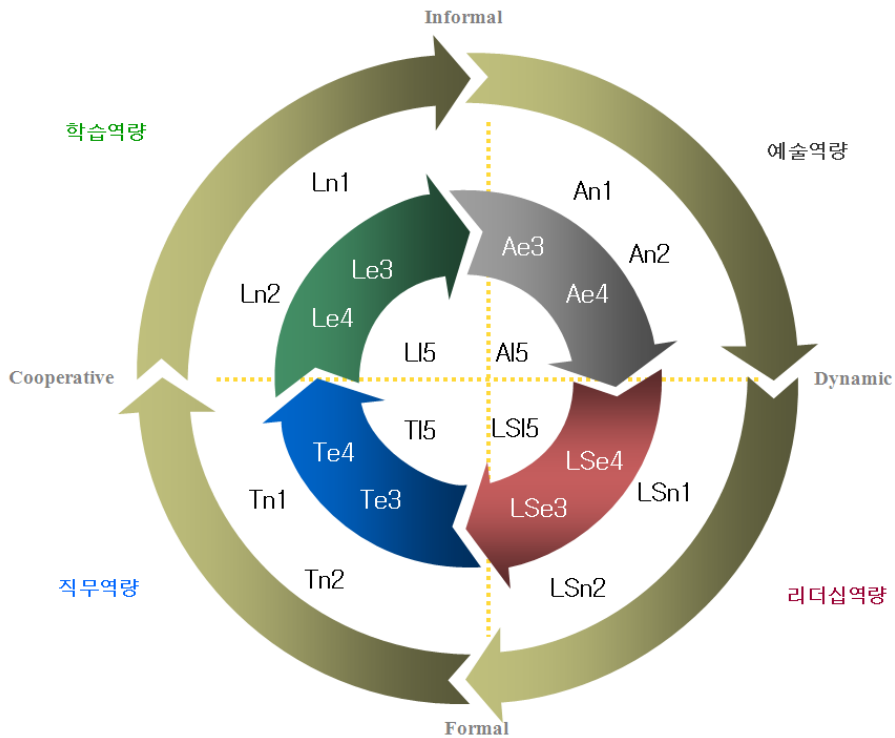 Informal
학습역량
예술역량
Ln1
An1
Ae3
An2
Le3
Ln2
Ae4
Le4
LI5
AI5
Cooperative
Dynamic
TI5
LSI5
Te4
LSe4
Tn1
Te3
LSe3
LSn1
Tn2
LSn2
직무역량
리더십역량
Formal